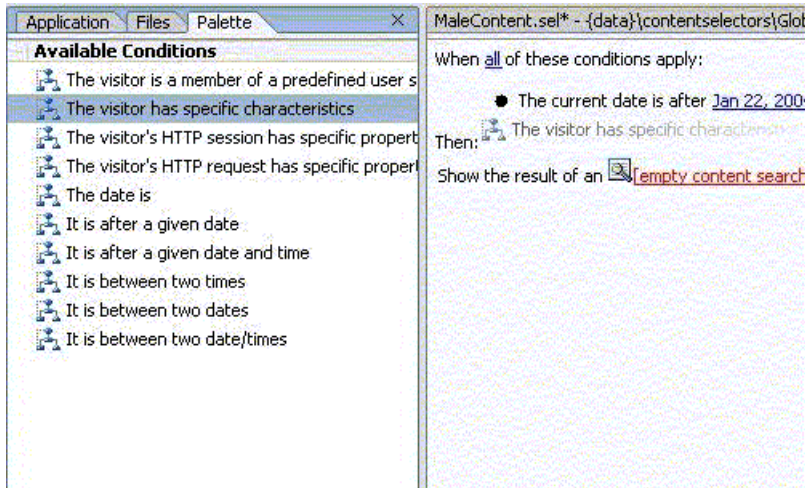 Application Files Palette
Available Conditions
The visitor is a member of a predefined user s
The visitor has specific characteristics
The visitor's HTTP session has specific propert
The visitor's HTTP request has specific propert
The date is
It is after a given date
It is after a given date and time
It is between two times
It is between two dates
It is between two date/times
MaleContent.sel* - {data}\contentselectors\Glob
When all of these conditions apply:
The current date is after Jan 22, 200
The visitor has specific characteristics
Then:
Show the result of an [empty content search